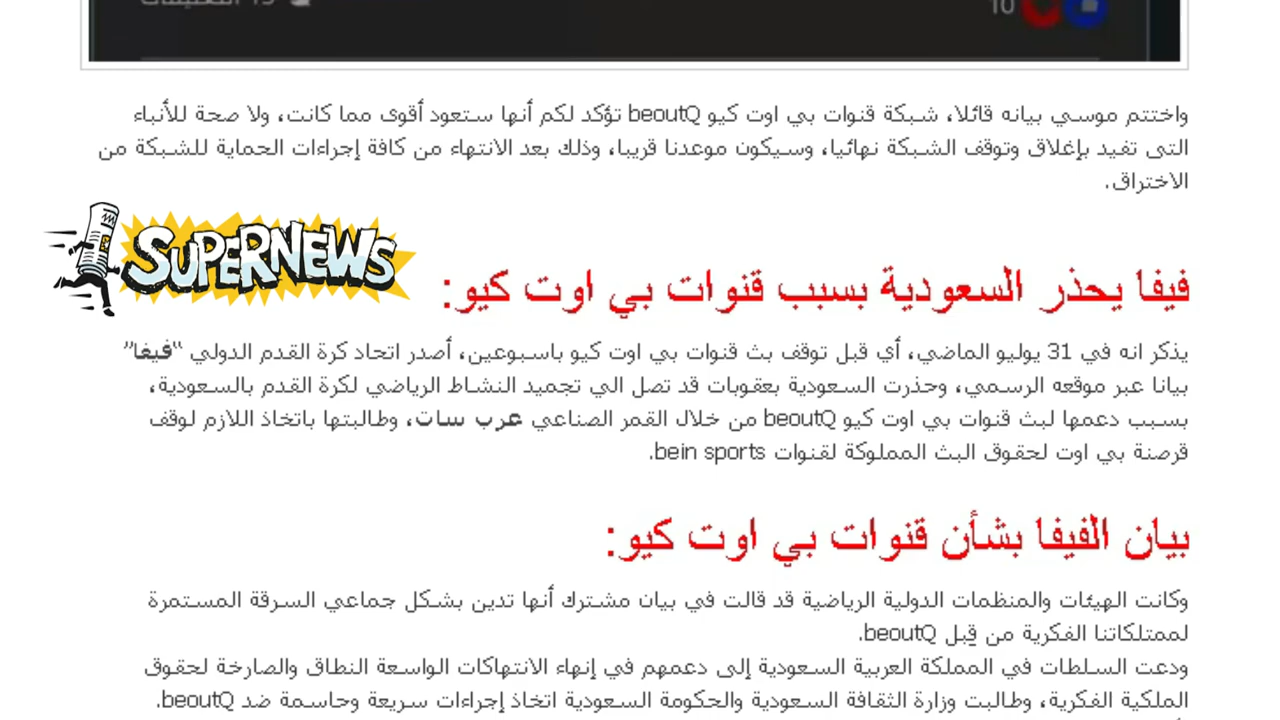 19 التعليقات
10
واختتم موسي بيانه قائلا، شبكة قنوات بي اوت كيو beoutQ تؤكد لكم أنها ستعود أقوى مما كانت، ولا صحة للأنباء
التى تفيد بإغلاق وتوقف الشبكة نهائيا، وسيكون موعدنا قريبا، وذلك بعد الانتهاء من كافة إجراءات الحماية للشبكة من
الاختراق.
SUPERNEWS
فيفا يحذر السعودية بسبب قنوات بي اوت كيو:
يذكر انه في 31 يوليو الماضي، أي قبل توقف بث قنوات بي اوت كيو باسبوعين، أصدر اتحاد كرة القدم الدولي “فيفا”
بيانا عبر موقعه الرسمي، وحذرت السعودية بعقوبات قد تصل الي تجميد النشاط الرياضي لكرة القدم بالسعودية،
بسبب دعمها لبث قنوات بي اوت كيو beoutQ من خلال القمر الصناعي عرب سات، وطالبتها باتخاذ اللازم لوقف
قرصنة بي اوت لحقوق البث المملوكة لقنوات bein sports.
بيان الفيفا بشأن قنوات بي اوت كيو:
وكانت الهيئات والمنظمات الدولية الرياضية قد قالت في بيان مشترك أنها تدين بشكل جماعي السرقة المستمرة
لممتلكاتنا الفكرية من قِبل beoutQ.
ودعت السلطات في المملكة العربية السعودية إلى دعمهم في إنهاء الانتهاكات الواسعة النطاق والصارخة لحقوق
الملكية الفكرية، وطالبت وزارة الثقافة السعودية والحكومة السعودية اتخاذ إجراءات سريعة وحاسمة ضد beoutQ.